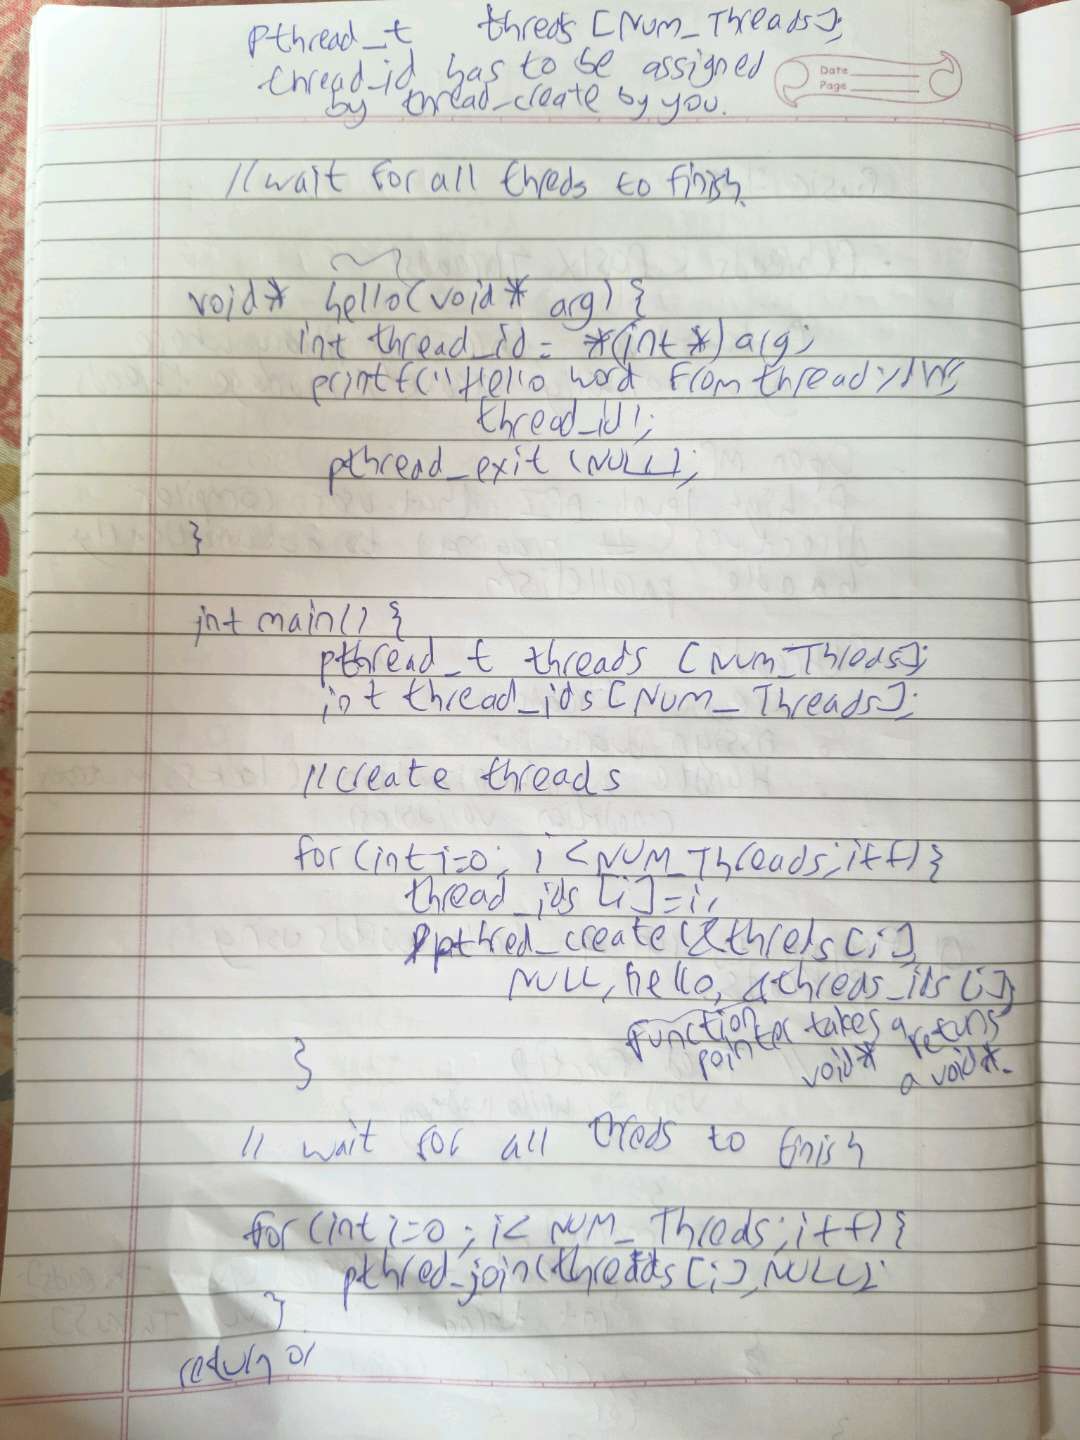 pthread_t threds [Num_Threads];
thread_id has to be assigned
by thread_create by you.
Date
Page
//wait for all threds to finish.
void* hello(void* arg) {
int thread_id = *(int *) arg;
printf("Hello word from thread %d \n",
thread_id);
pthread_exit (NULL);
}
int main() {
pthread_t threads [Num_Threds];
int thread_ids [Num_Threads];
//create threads
for (int i=0; i < NUM_Threads; i++) {
thread_ids [i] = i;
pthred_create (&threds [i],
NULL, hello, &threds_ids [i])
function takes a returns
pointer void* a void*.
}
// wait for all threds to finish
for (int i=0; i < NUM_Threds; i++) {
pthred_join(threads [i], NULL);
}
return 0;